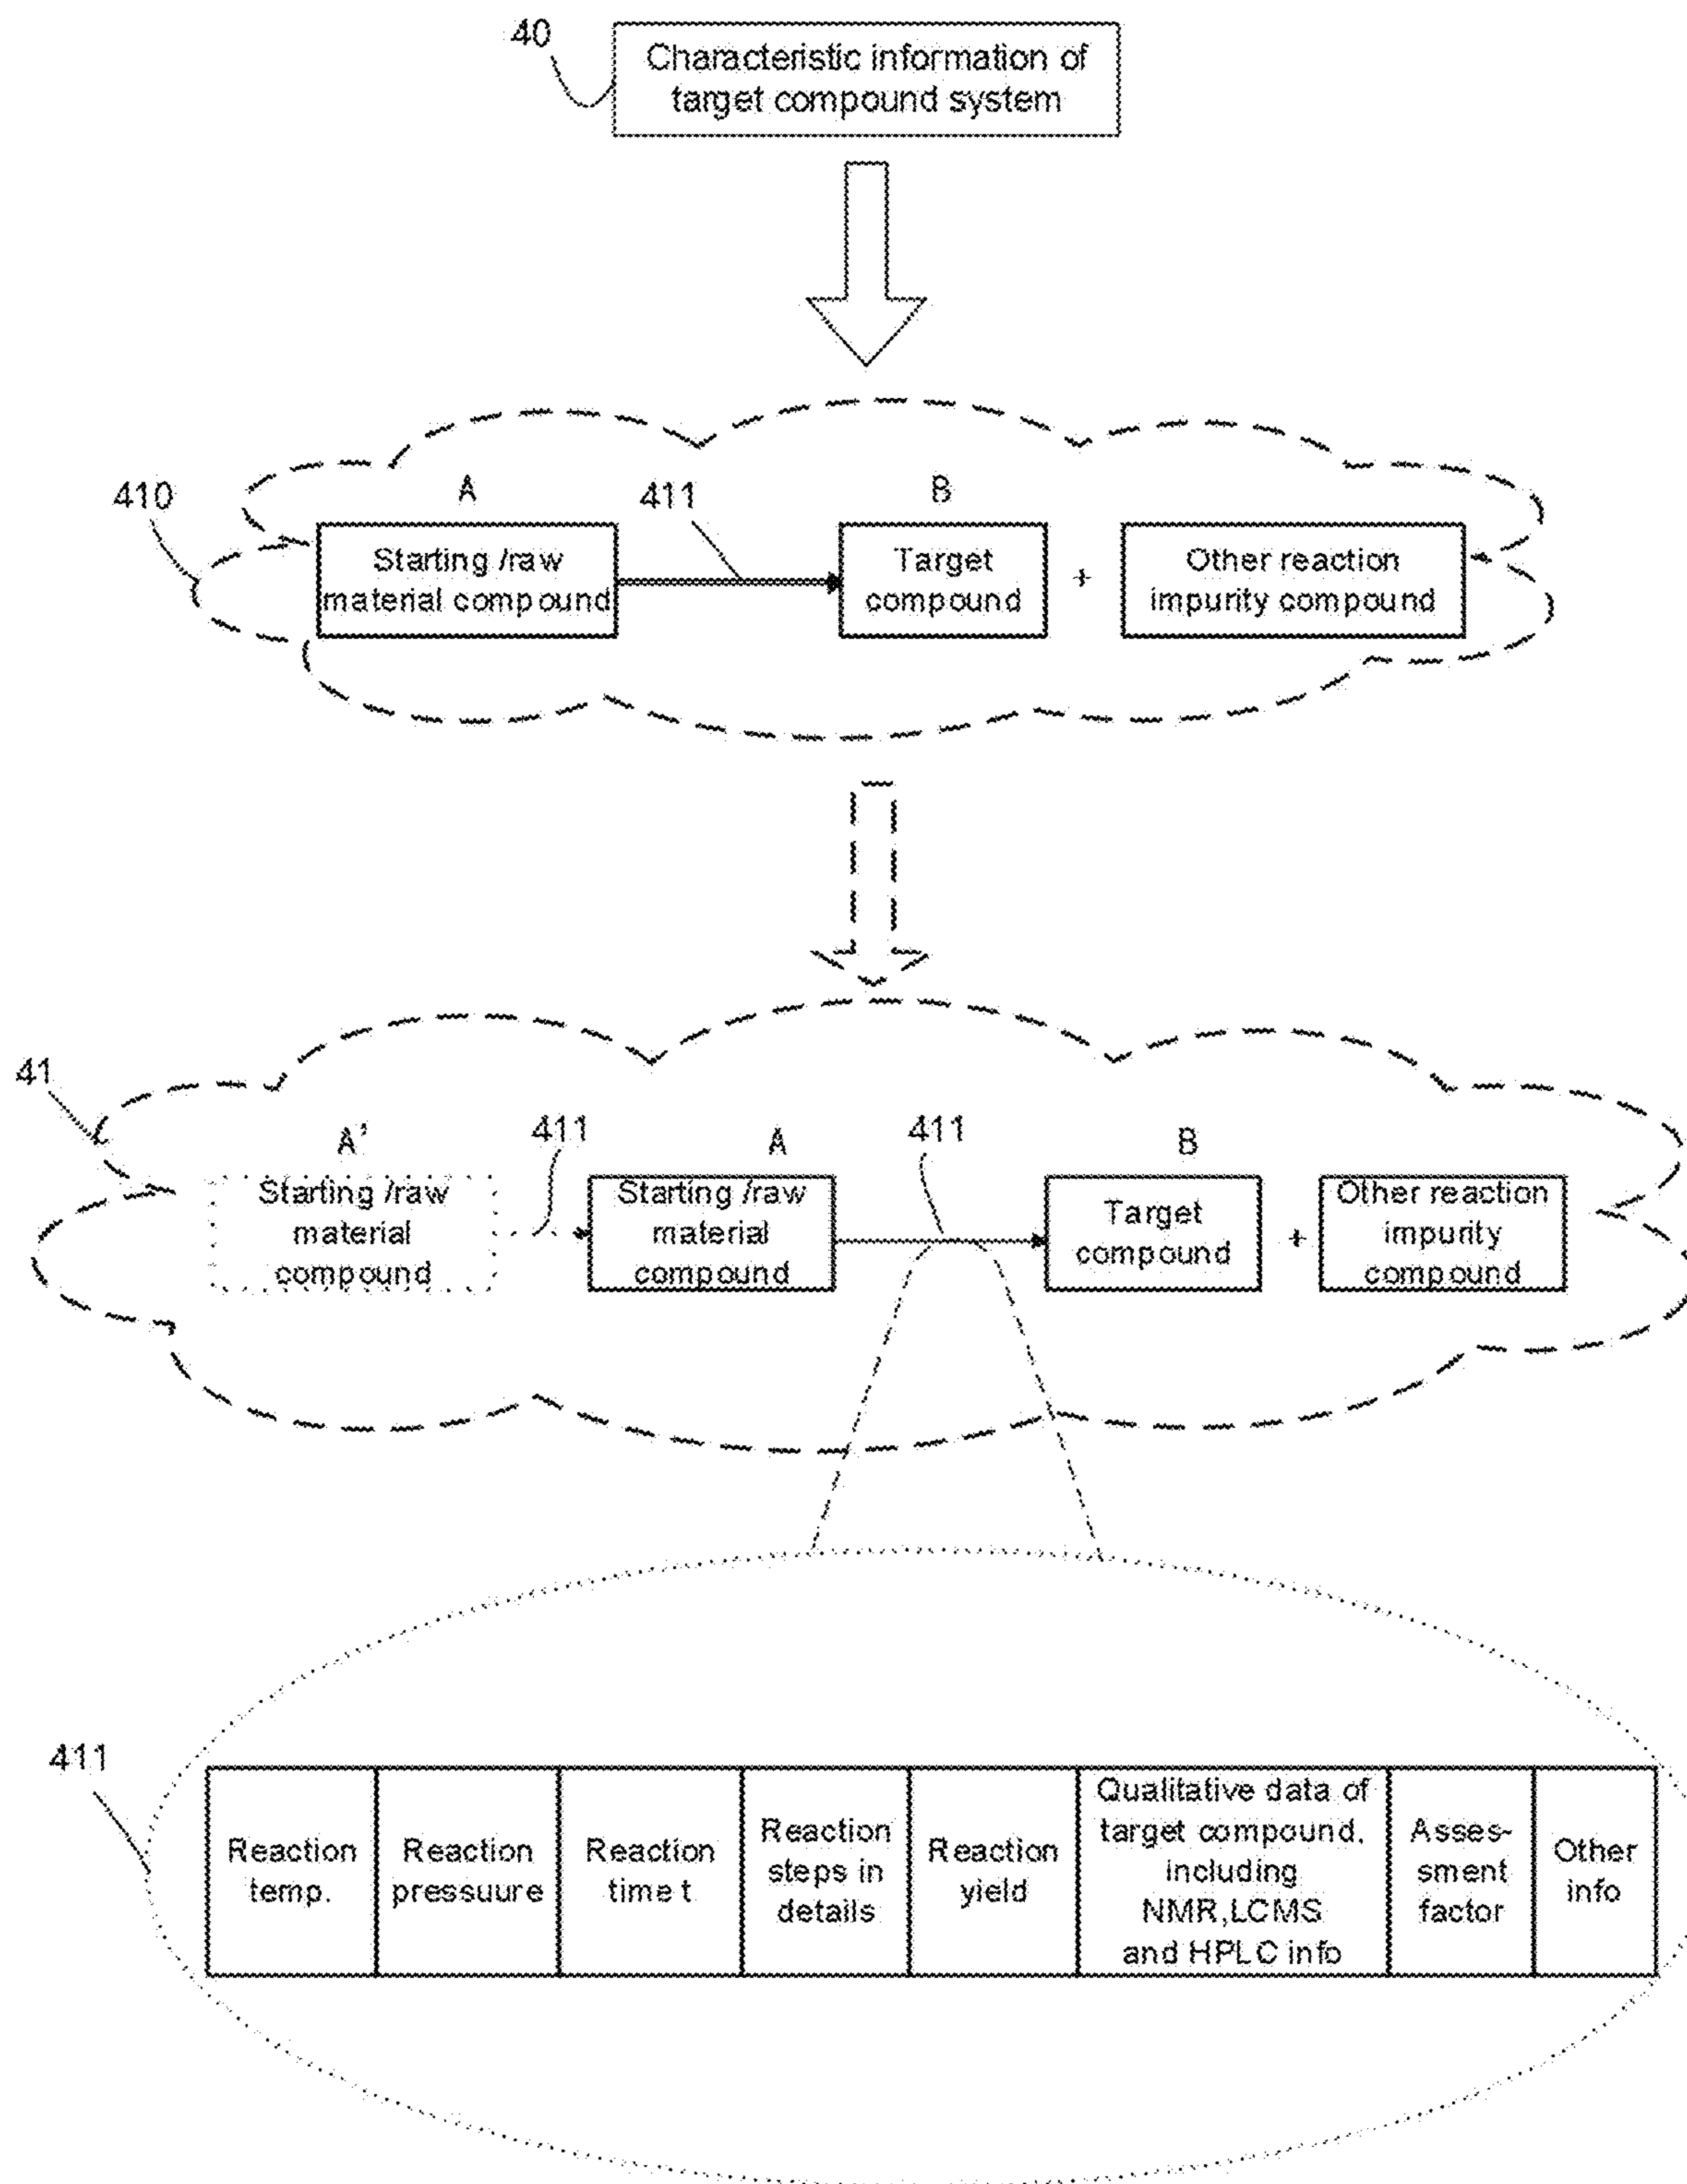 40
Characteristic information of
target compound system
410
A
411
B
Starting /raw
material compound
Target
compound
+
Other reaction
impurity compound
41
A'
411
A
411
B
Starting /raw
material
compound
Starting /raw
material
compound
Target
compound
+
Other reaction
impurity
compound
411
Reaction
temp.
Reaction
pressuure
Reaction
time t
Reaction
steps in
details
Reaction
yield
Qualitative data of
target compound,
including
NMR,LCMS
and HPLC info
Asses-
sment
factor
Other
info